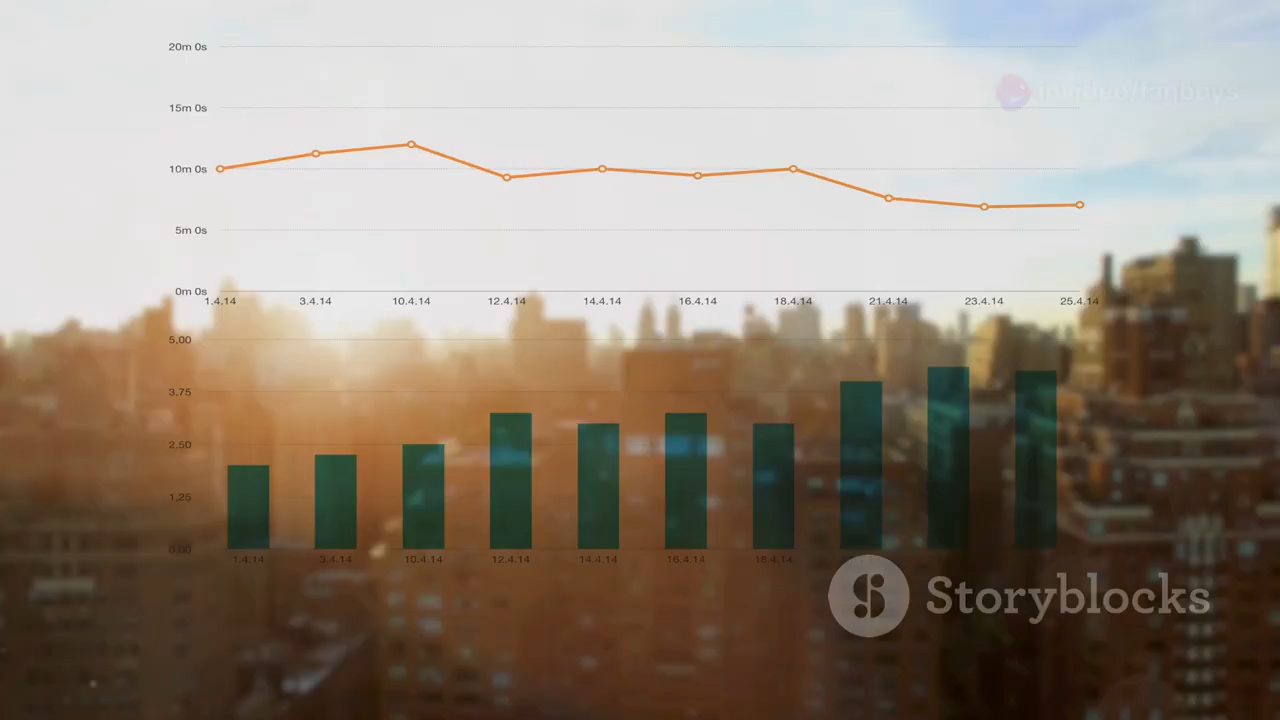 20m 0s
15m 0s
invideo/fanboys
10m 0s
5m 0s
0m 0s
1.4.14 3.4.14 10.4.14 12.4.14 14.4.14 16.4.14 18.4.14 21.4.14 23.4.14 25.4.14
5,00
3,75
2,50
1,25
0,00
1.4.14 3.4.14 10.4.14 12.4.14 14.4.14 16.4.14 18.4.14
Storyblocks